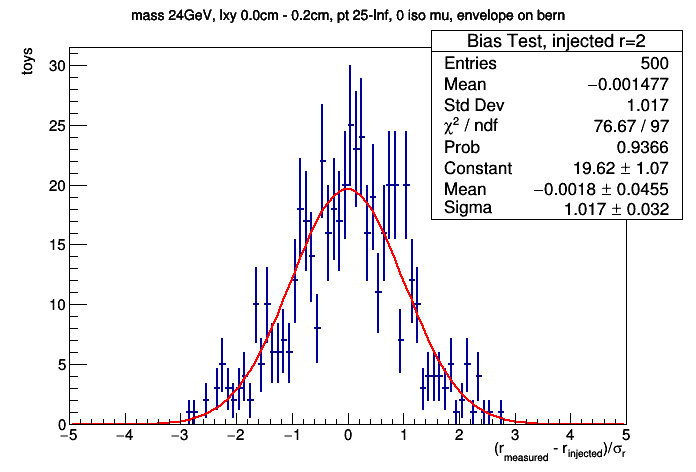 mass 24GeV, lxy 0.0cm - 0.2cm, pt 25-Inf, 0 iso mu, envelope on bern
Bias Test, injected r=2
Entries 500
Mean −0.001477
Std Dev 1.017
χ² / ndf 76.67 / 97
Prob 0.9366
Constant 19.62 ± 1.07
Mean −0.0018 ± 0.0455
Sigma 1.017 ± 0.032
toys
30
25
20
15
10
5
0
−5 −4 −3 −2 −1 0 1 2 3 4 5
(r_measured - r_injected)/σ_r